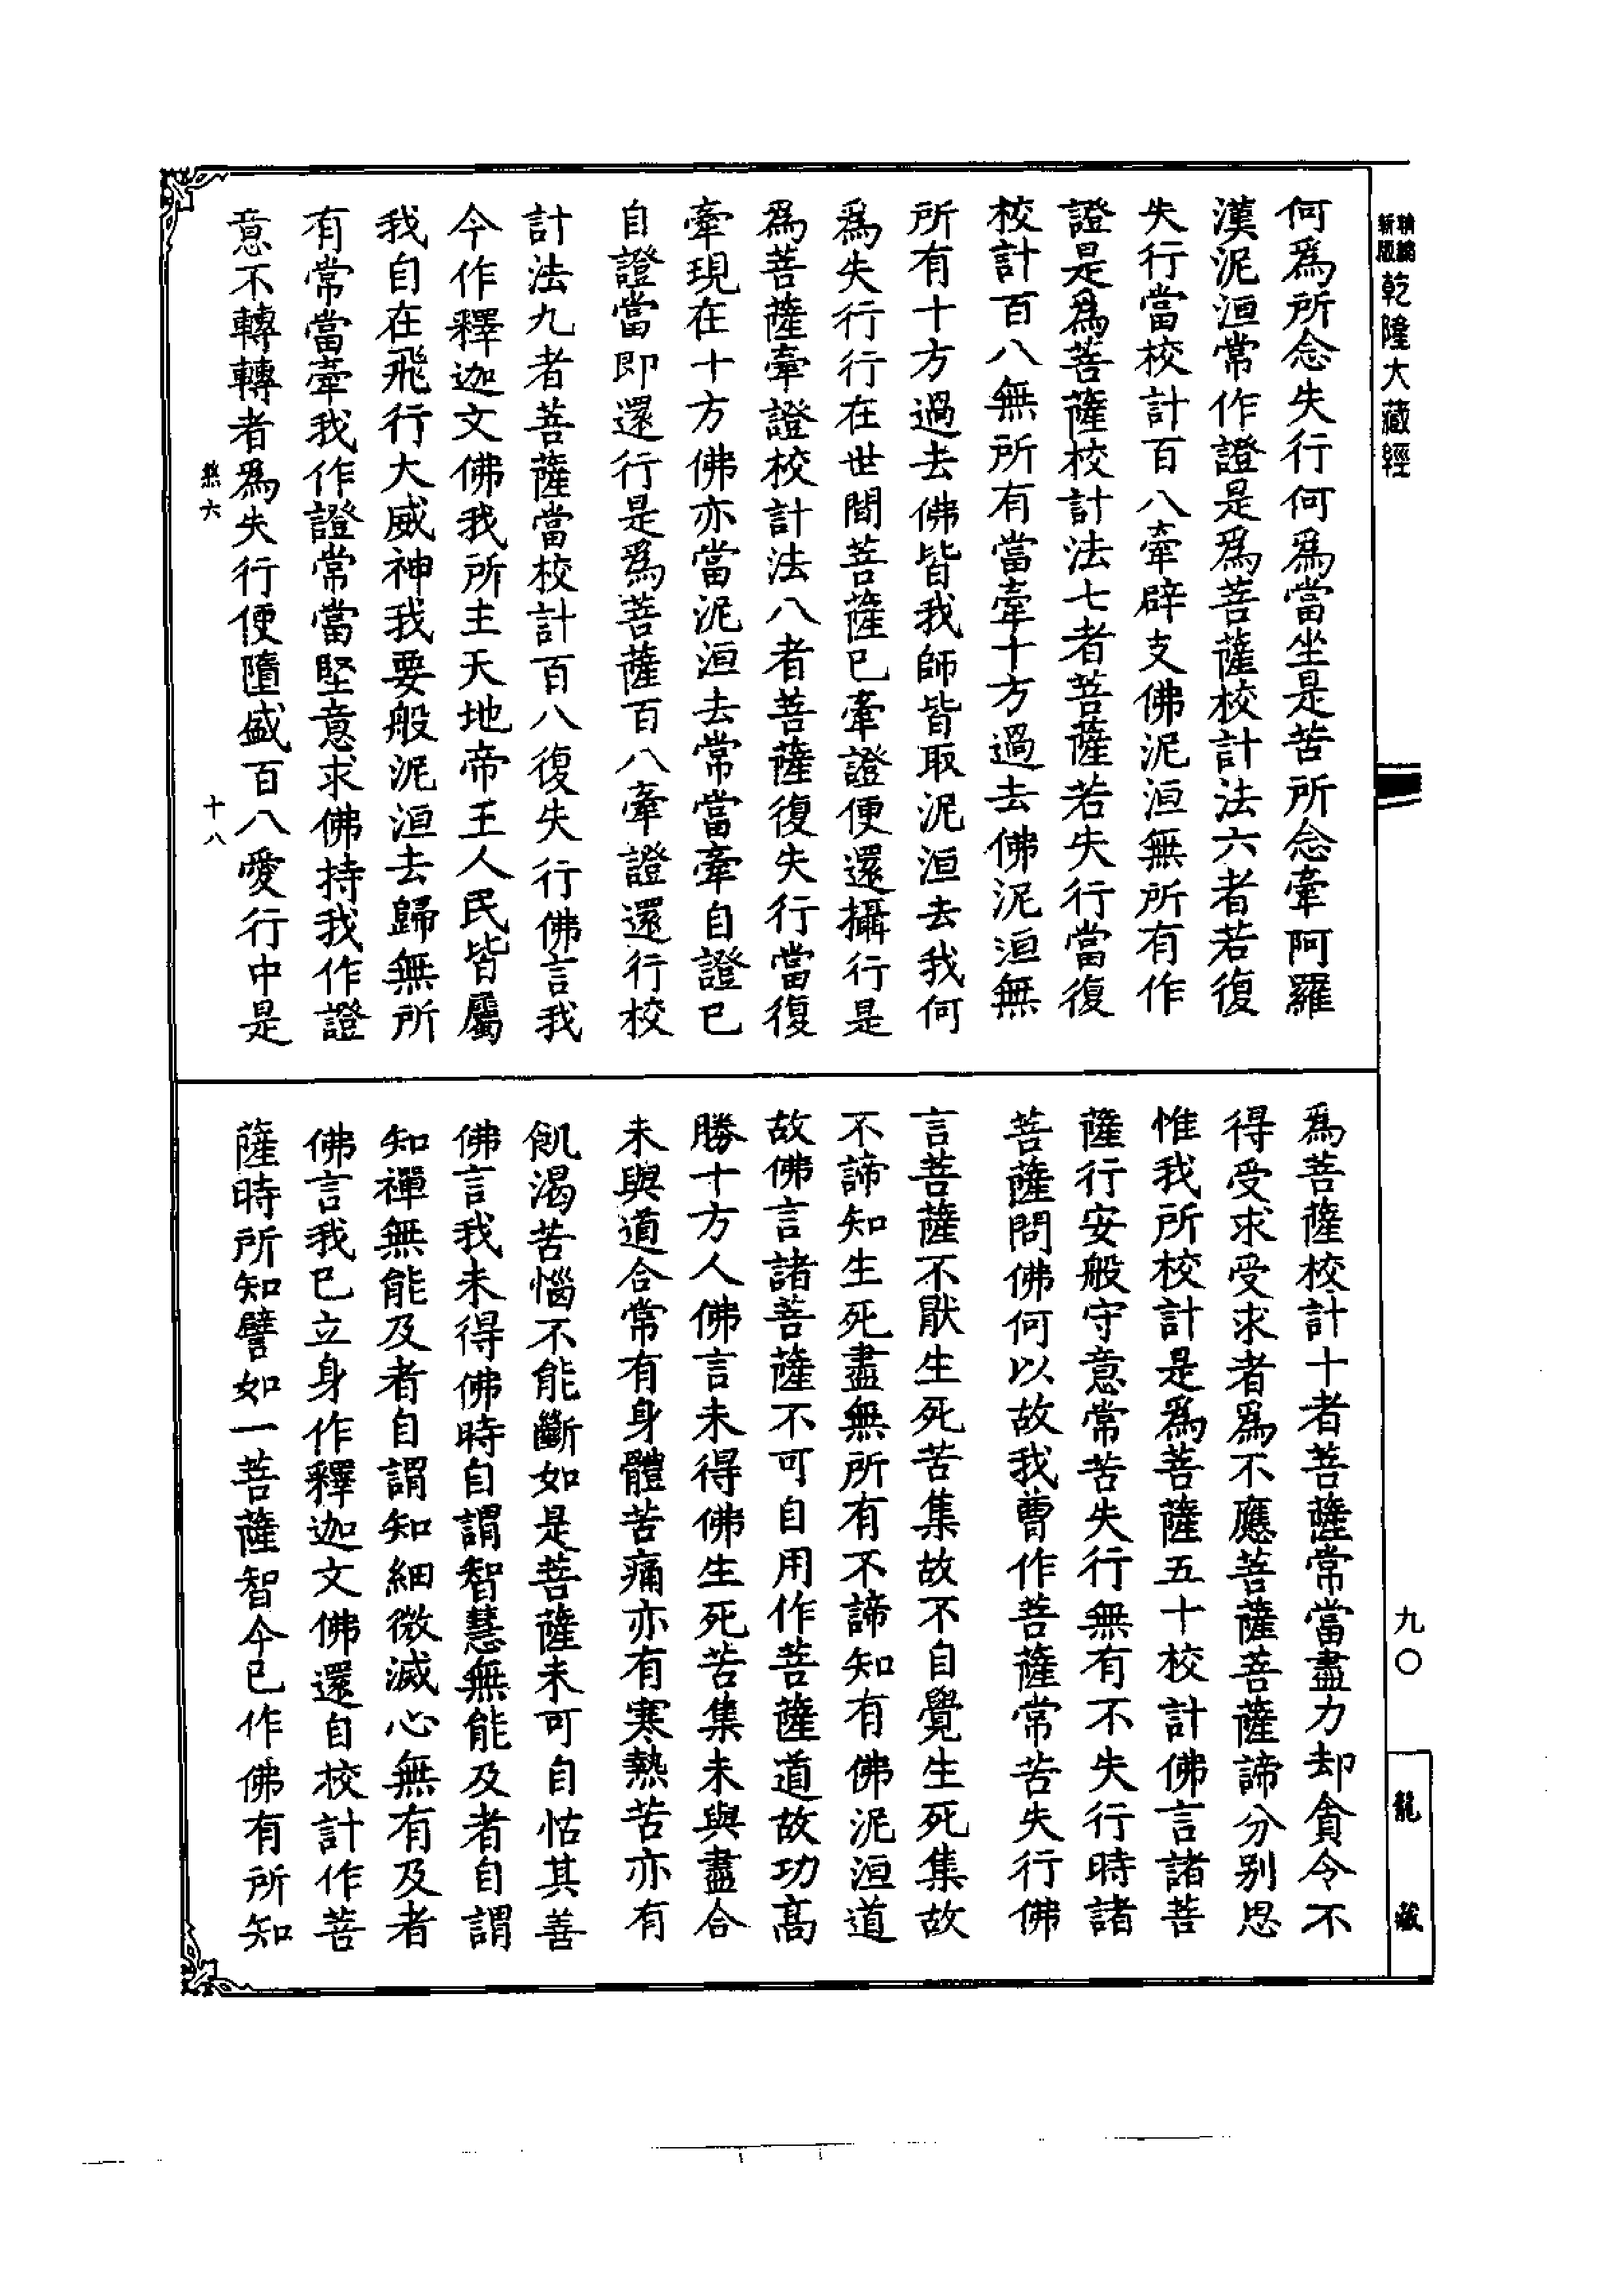 精編
新版
乾隆大藏經
何爲所念失行何爲當坐是苦所念牽阿羅
漢泥洹常作證是爲菩薩校計法六者若復
失行當校計百八牽辟支佛泥洹無所有作
證是爲菩薩校計法七者菩薩若失行當復
校計百八無所有當牽十方過去佛泥洹無
所有十方過去佛皆我師皆取泥洹去我何
爲失行行在世間菩薩已牽證便還攝行是
爲菩薩牽證校計法八者菩薩復失行當復
牽現在十方佛亦當泥洹去常當牽自證已
自證當即還行是爲菩薩百八牽證還行校
計法九者菩薩當校計百八復失行佛言我
今作釋迦文佛我所主天地帝王人民皆屬
我自在飛行大威神我要般泥洹去歸無所
有常當牽我作證常當堅意求佛持我作證
意不轉轉者爲失行便墮盛百八愛行中是
六
十八
爲菩薩校計十者菩薩常當盡力却貪令不
得受求受求者爲不應菩薩菩薩諦分别思
惟我所校計是爲菩薩五十校計佛言諸菩
薩行安般守意常苦失行無有不失行時諸
菩薩問佛何以故我曹作菩薩常苦失行佛
言菩薩不猒生死苦集故不自覺生死集故
不諦知生死盡無所有不諦知有佛泥洹道
故佛言諸菩薩不可自用作菩薩道故功髙
勝十方人佛言未得佛生死苦集未與盡合
未與道合常有身體苦痛亦有寒熱苦亦有
飢渴苦惱不能斷如是菩薩未可自怙其善
佛言我未得佛時自謂智慧無能及者自謂
知禪無能及者自謂知細微滅心無有及者
佛言我已立身作釋迦文佛還自校計作菩
薩時所知譬如一菩薩智今已作佛有所知
九〇
龍藏